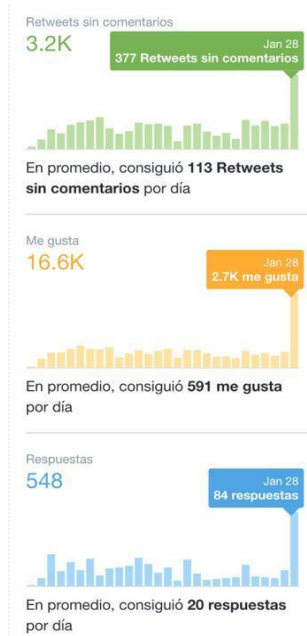 Retweets sin comentarios
3.2K
Jan 28
377 Retweets sin comentarios
En promedio, consiguió 113 Retweets
sin comentarios por día
Me gusta
16.6K
Jan 28
2.7K me gusta
En promedio, consiguió 591 me gusta
por día
Respuestas
548
Jan 28
84 respuestas
En promedio, consiguió 20 respuestas
por día